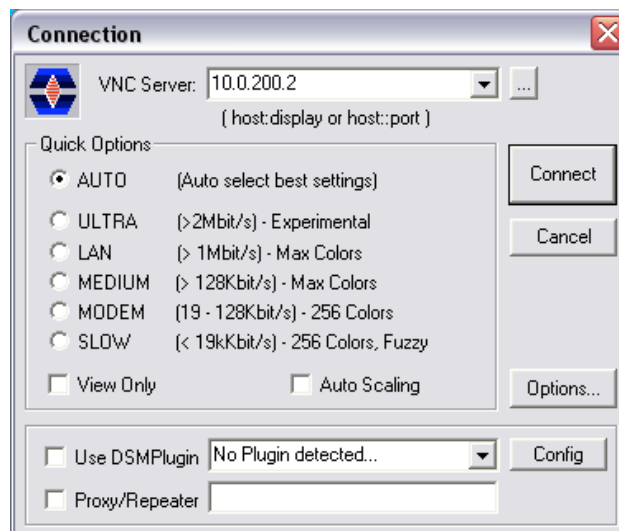 Connection
VNC Server: 10.0.200.2 ...
( host:display or host::port )
Quick Options
AUTO (Auto select best settings)
ULTRA (>2Mbit/s) - Experimental
LAN (> 1Mbit/s) - Max Colors
MEDIUM (> 128Kbit/s) - Max Colors
MODEM (19 - 128Kbit/s) - 256 Colors
SLOW (< 19kKbit/s) - 256 Colors, Fuzzy
View Only Auto Scaling
Connect
Cancel
Options...
Use DSMPlugin No Plugin detected... Config
Proxy/Repeater